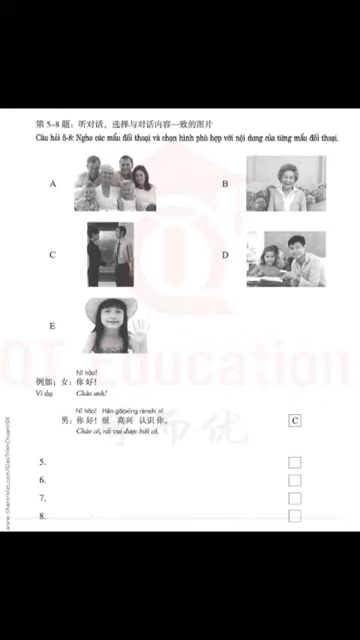 第 5-8 题：听对话，选择与对话内容一致的图片
Câu hỏi 5-8: Nghe các mẩu đối thoại và chọn hình phù hợp với nội dung của từng mẩu đối thoại.
A
B
C
D
E
QT Education
Nǐ hǎo!
例如：女：你 好！
Ví dụ: Chào anh!
Nǐ hǎo! Hěn gāoxìng rènshi nǐ
男：你 好！很 高兴 认识 你。 C
Chào cô, rất vui được biết cô.
5.
6.
7.
8.